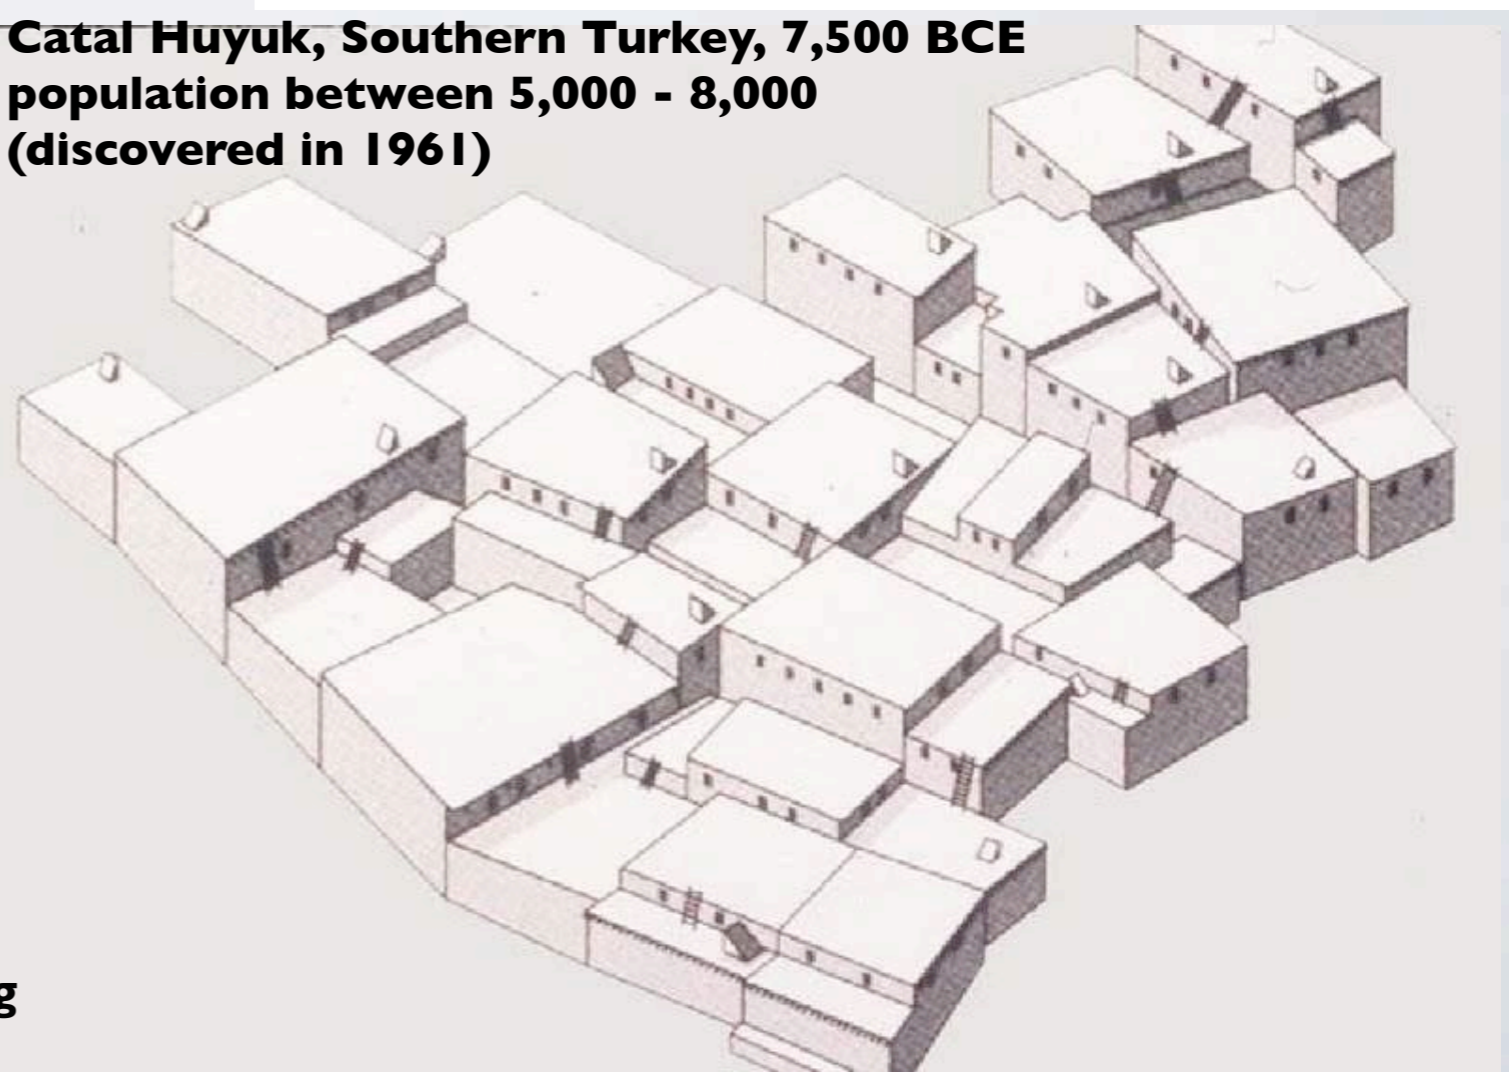 Catal Huyuk, Southern Turkey, 7,500 BCE
population between 5,000 - 8,000
(discovered in 1961)
g